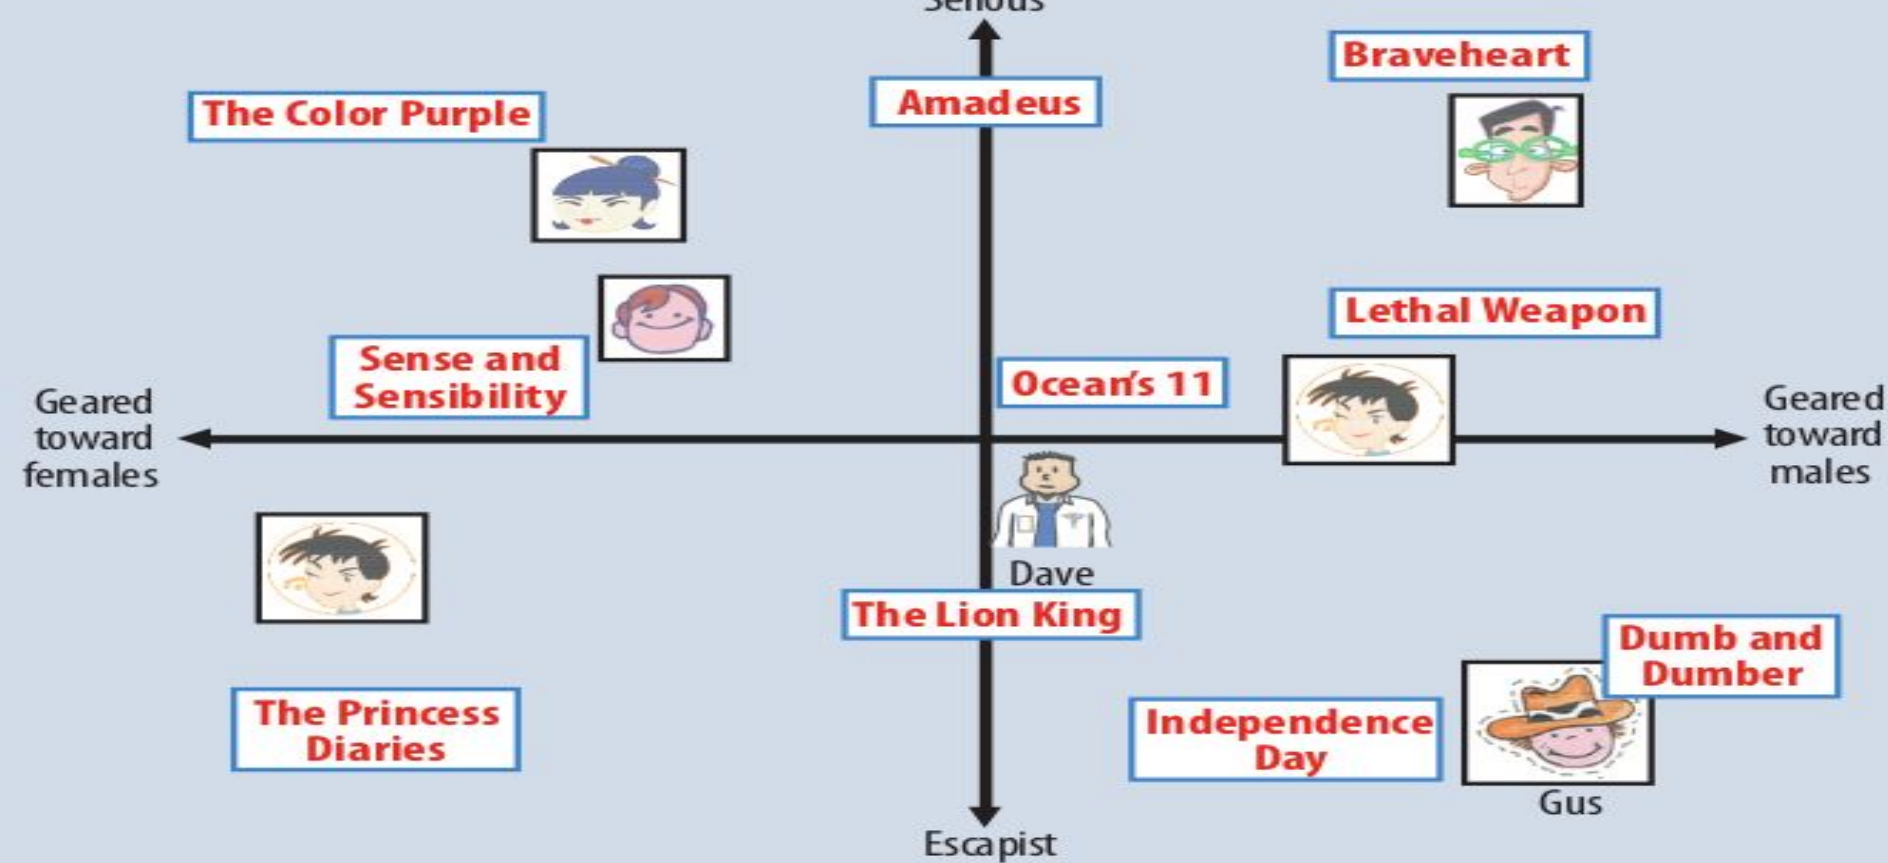 Serious
Braveheart
Amadeus
The Color Purple
Lethal Weapon
Sense and
Sensibility
Ocean's 11
Geared
toward
females
Geared
toward
males
Dave
The Lion King
Dumb and
Dumber
The Princess
Diaries
Independence
Day
Gus
Escapist